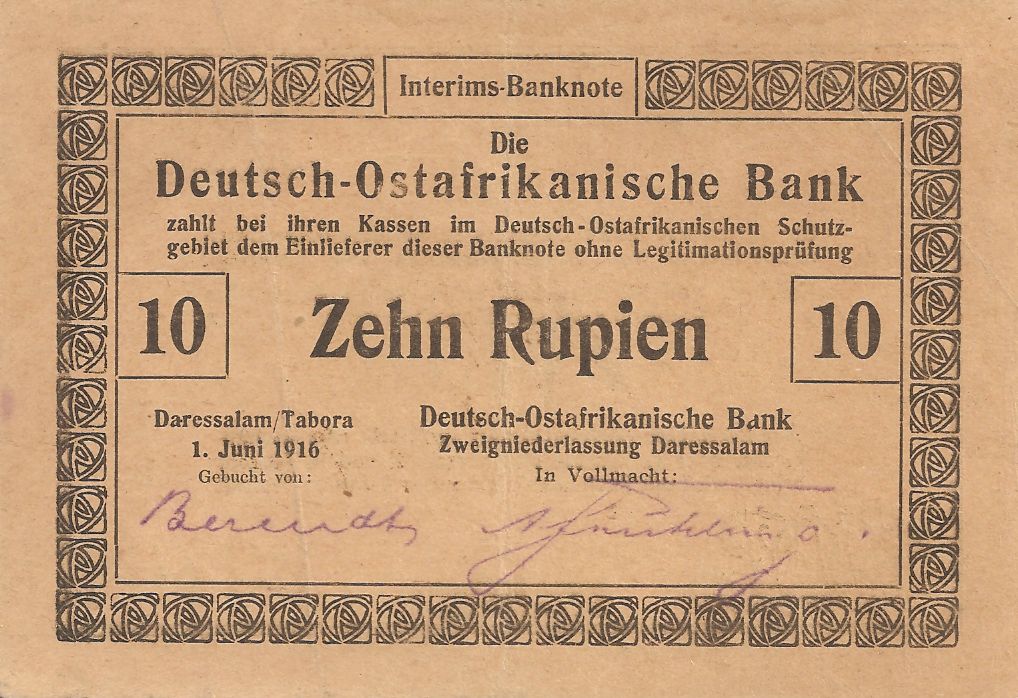 Interims-Banknote
Die
Deutsch-Ostafrikanische Bank
zahlt bei ihren Kassen im Deutsch-Ostafrikanischen Schutz-
gebiet dem Einlieferer dieser Banknote ohne Legitimationsprüfung
10 Zehn Rupien 10
Daressalam/Tabora
1. Juni 1916
Gebucht von:
Berendt
Deutsch-Ostafrikanische Bank
Zweigniederlassung Daressalam
In Vollmacht: